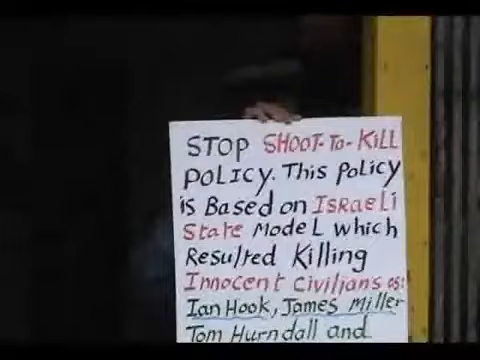 STOP SHOOT-TO-KILL
POLICY. This Policy
is Based on ISRaeLi
State Model which
Resulted Killing
Innocent Civilians as:
Ian Hook, James Miller
Tom Hurndall and